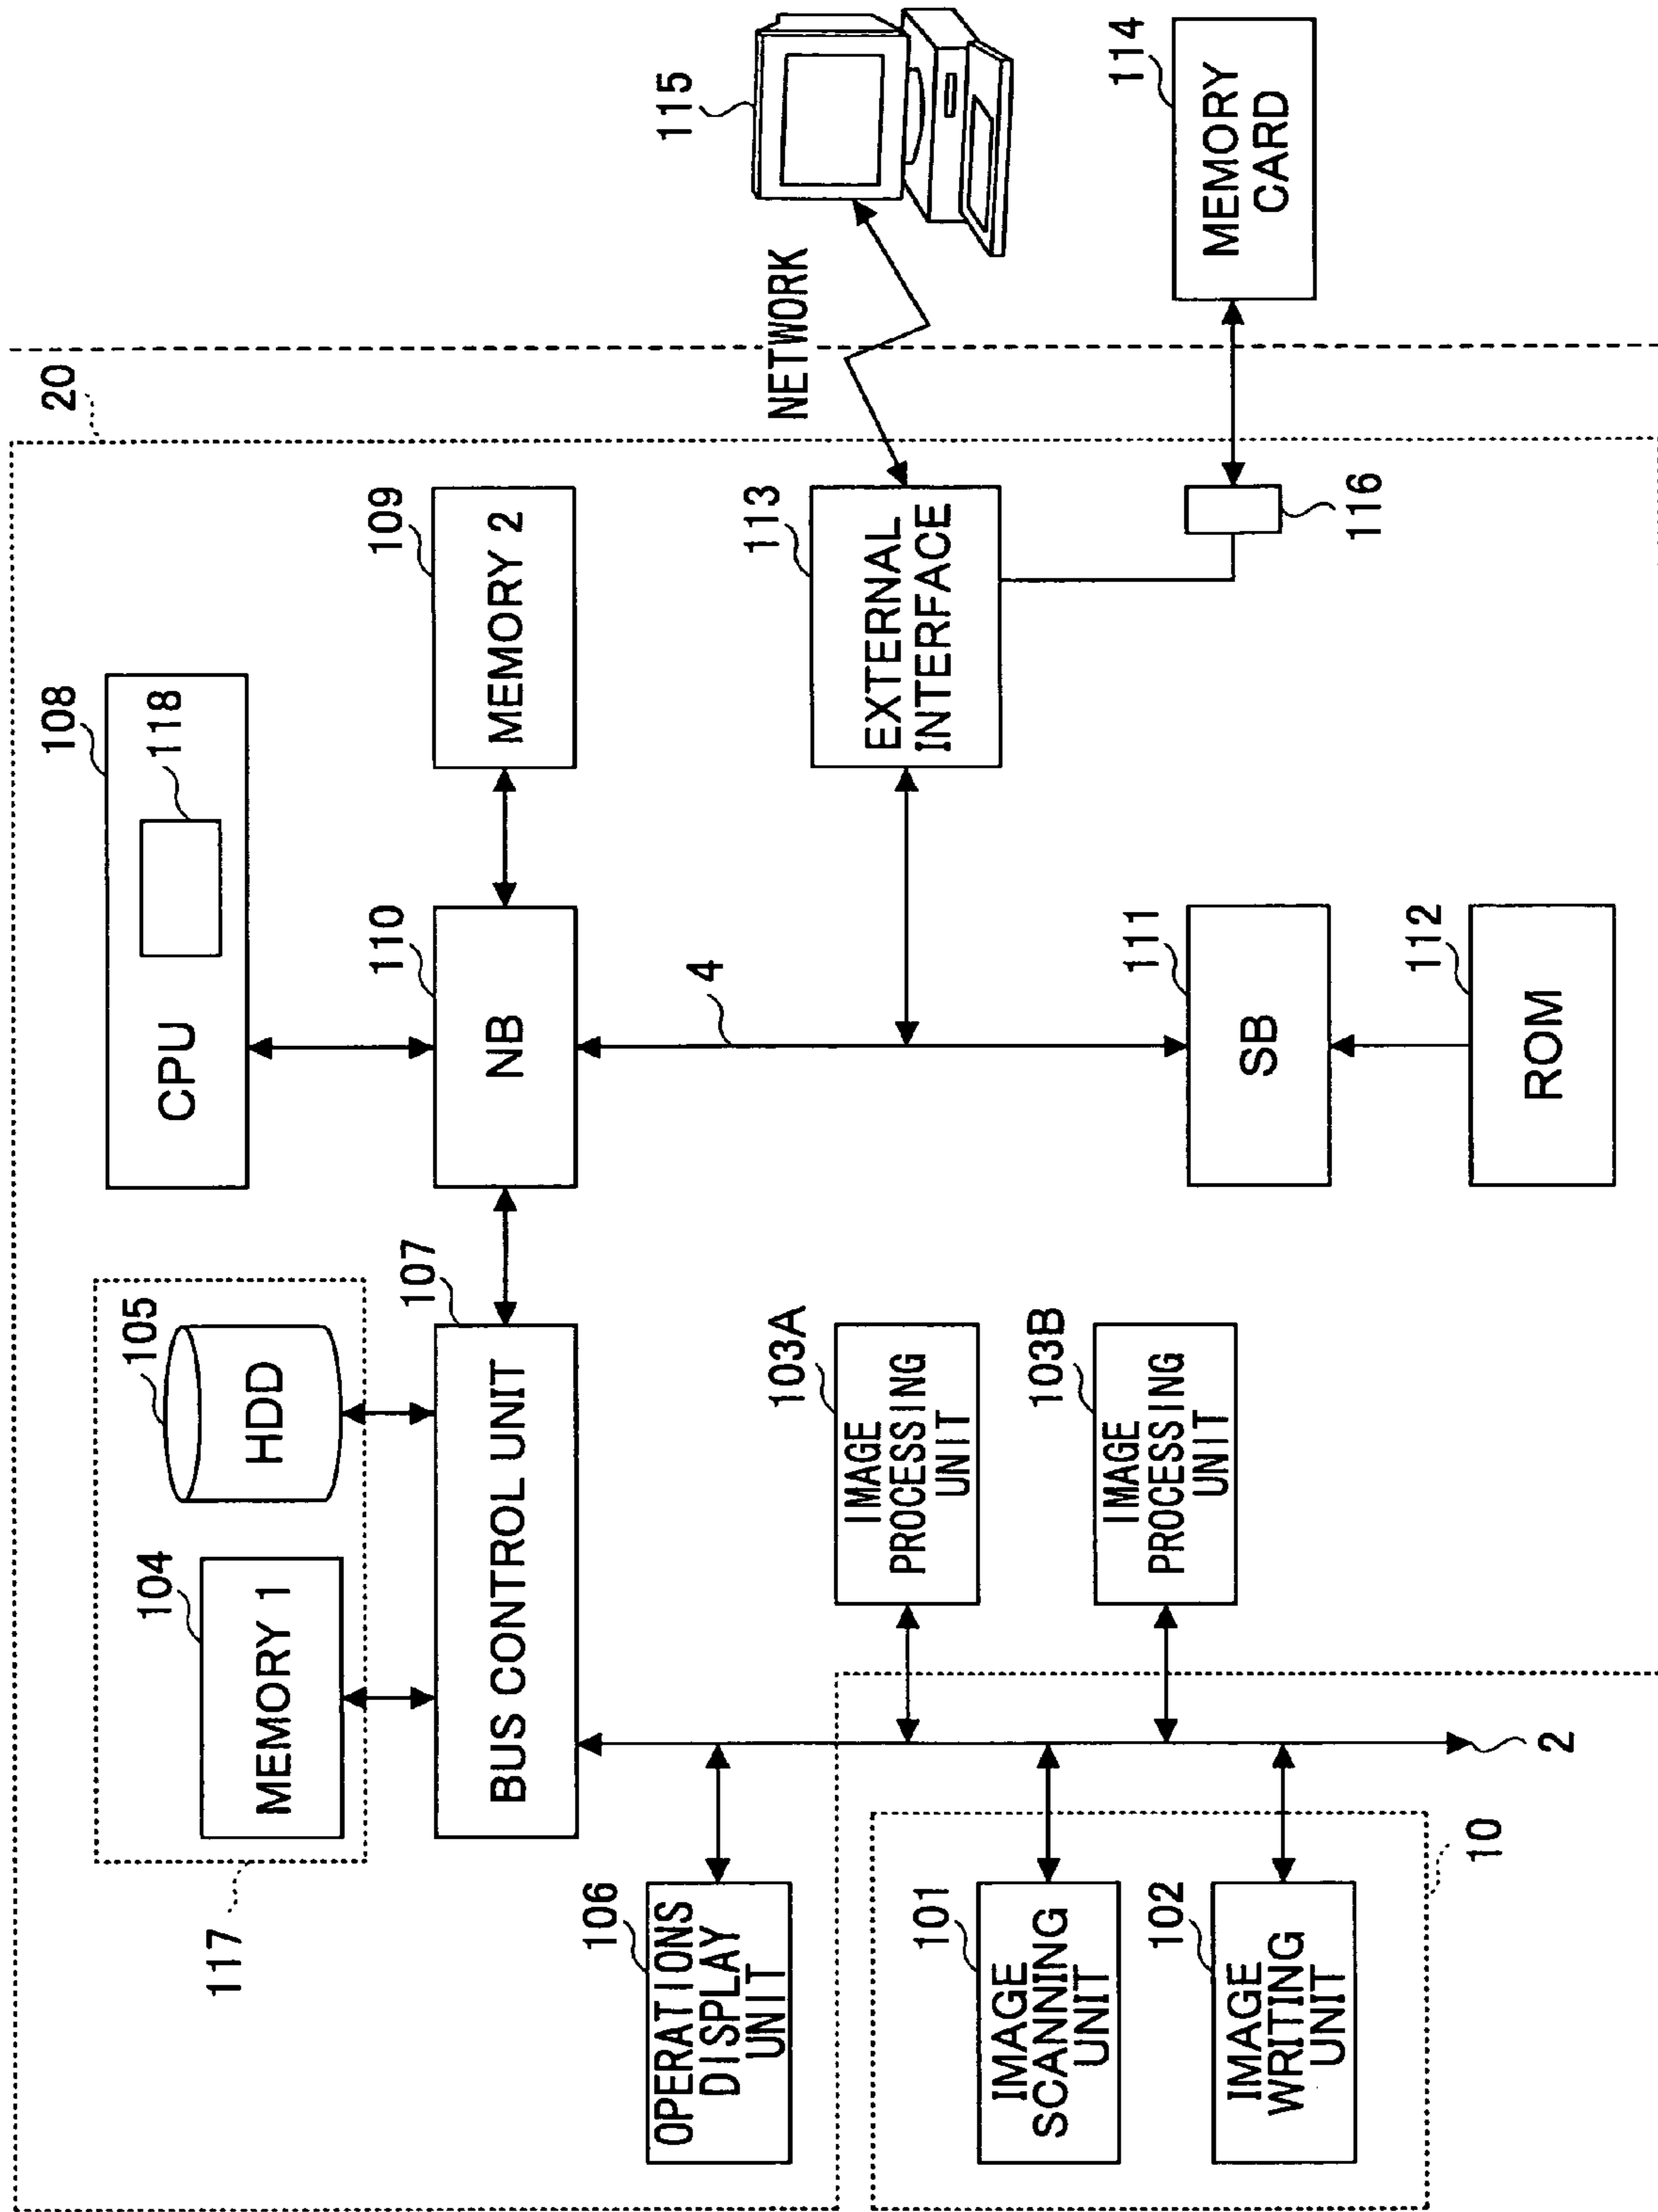 117
104
MEMORY 1
105
HDD
108
CPU
118
20
BUS CONTROL UNIT
107
110
NB
109
MEMORY 2
106
OPERATIONS
DISPLAY
UNIT
4
NETWORK
115
103A
IMAGE
PROCESSING
UNIT
113
EXTERNAL
INTERFACE
101
IMAGE
SCANNING
UNIT
103B
IMAGE
PROCESSING
UNIT
102
IMAGE
WRITING
UNIT
111
SB
116
114
MEMORY
CARD
10
2
112
ROM